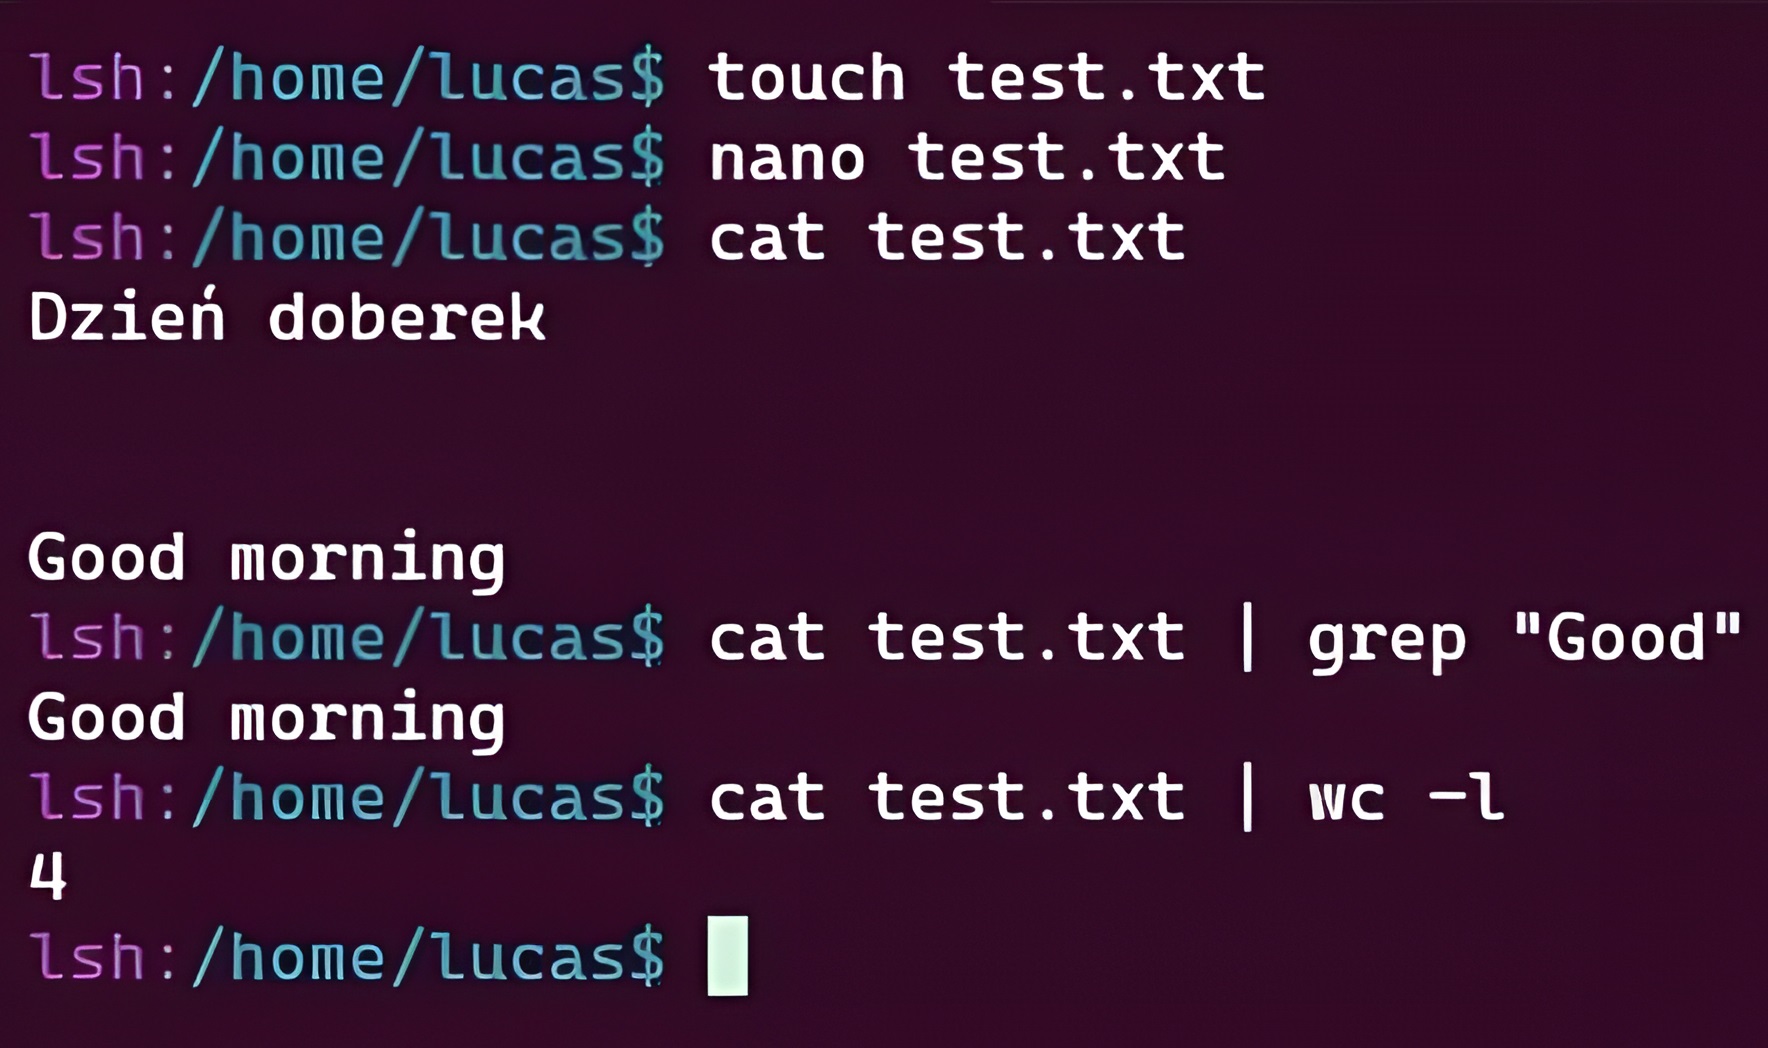 lsh:/home/lucas$ touch test.txt
lsh:/home/lucas$ nano test.txt
lsh:/home/lucas$ cat test.txt
Dzień doberek
Good morning
lsh:/home/lucas$ cat test.txt | grep "Good"
Good morning
lsh:/home/lucas$ cat test.txt | wc -l
4
lsh:/home/lucas$